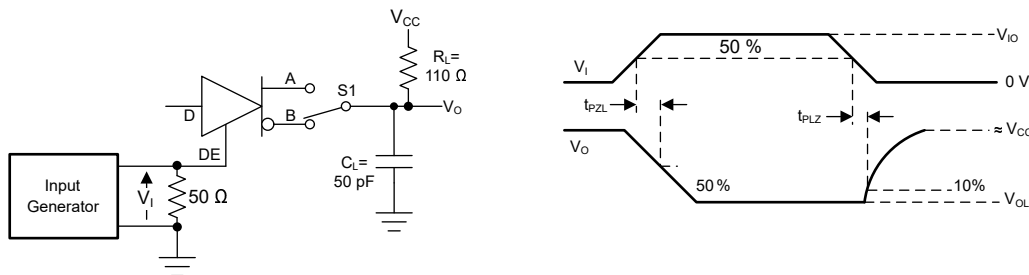 V_CC
R_L=
110 Ω
A
S1
D
B
V_O
DE
C_L=
50 pF
Input
Generator
V_I
50 Ω
V_IO
50 %
V_I
0 V
t_PZL
t_PLZ
≈ V_CC
V_O
50 %
10%
V_OL